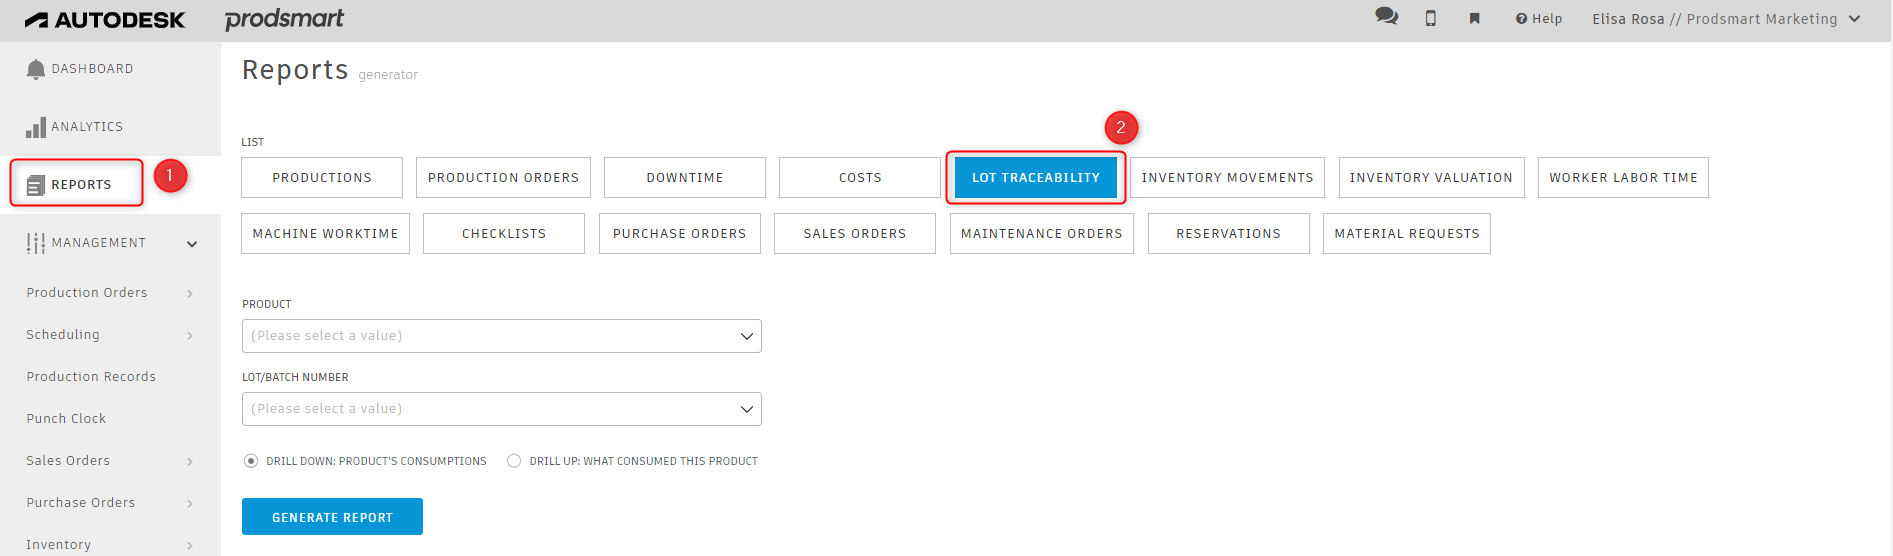 AUTODESK prodsmart Help Elisa Rosa // Prodsmart Marketing
DASHBOARD
ANALYTICS
REPORTS 1
MANAGEMENT
Production Orders
Scheduling
Production Records
Punch Clock
Sales Orders
Purchase Orders
Inventory
Reports generator
LIST
2
PRODUCTIONS PRODUCTION ORDERS DOWNTIME COSTS LOT TRACEABILITY INVENTORY MOVEMENTS INVENTORY VALUATION WORKER LABOR TIME
MACHINE WORKTIME CHECKLISTS PURCHASE ORDERS SALES ORDERS MAINTENANCE ORDERS RESERVATIONS MATERIAL REQUESTS
PRODUCT
(Please select a value)
LOT/BATCH NUMBER
(Please select a value)
DRILL DOWN: PRODUCT'S CONSUMPTIONS DRILL UP: WHAT CONSUMED THIS PRODUCT
GENERATE REPORT